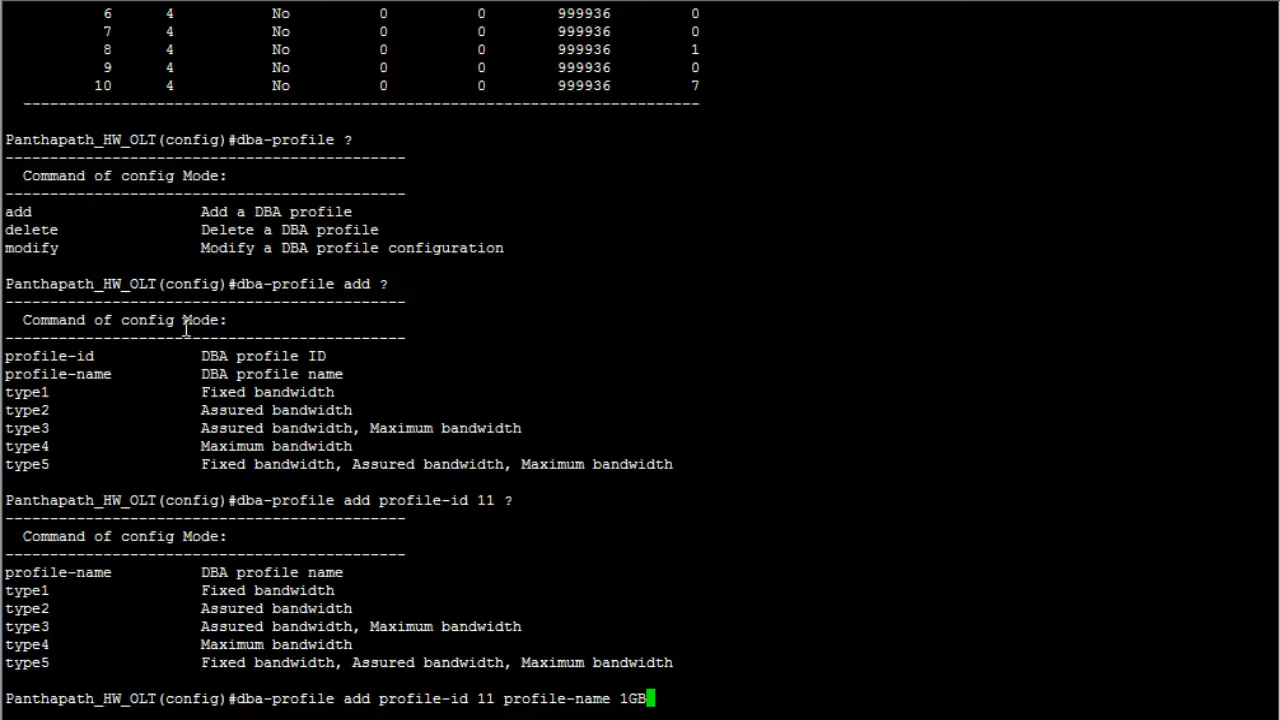 6 4 No 0 0 999936 0
7 4 No 0 0 999936 0
8 4 No 0 0 999936 1
9 4 No 0 0 999936 0
10 4 No 0 0 999936 7
-----------------------------------------------------------------------------
Panthapath_HW_OLT(config)#dba-profile ?
---------------------------------------------
Command of config Mode:
---------------------------------------------
add Add a DBA profile
delete Delete a DBA profile
modify Modify a DBA profile configuration
Panthapath_HW_OLT(config)#dba-profile add ?
---------------------------------------------
Command of config Mode:
---------------------------------------------
profile-id DBA profile ID
profile-name DBA profile name
type1 Fixed bandwidth
type2 Assured bandwidth
type3 Assured bandwidth, Maximum bandwidth
type4 Maximum bandwidth
type5 Fixed bandwidth, Assured bandwidth, Maximum bandwidth
Panthapath_HW_OLT(config)#dba-profile add profile-id 11 ?
---------------------------------------------
Command of config Mode:
---------------------------------------------
profile-name DBA profile name
type1 Fixed bandwidth
type2 Assured bandwidth
type3 Assured bandwidth, Maximum bandwidth
type4 Maximum bandwidth
type5 Fixed bandwidth, Assured bandwidth, Maximum bandwidth
Panthapath_HW_OLT(config)#dba-profile add profile-id 11 profile-name 1GB